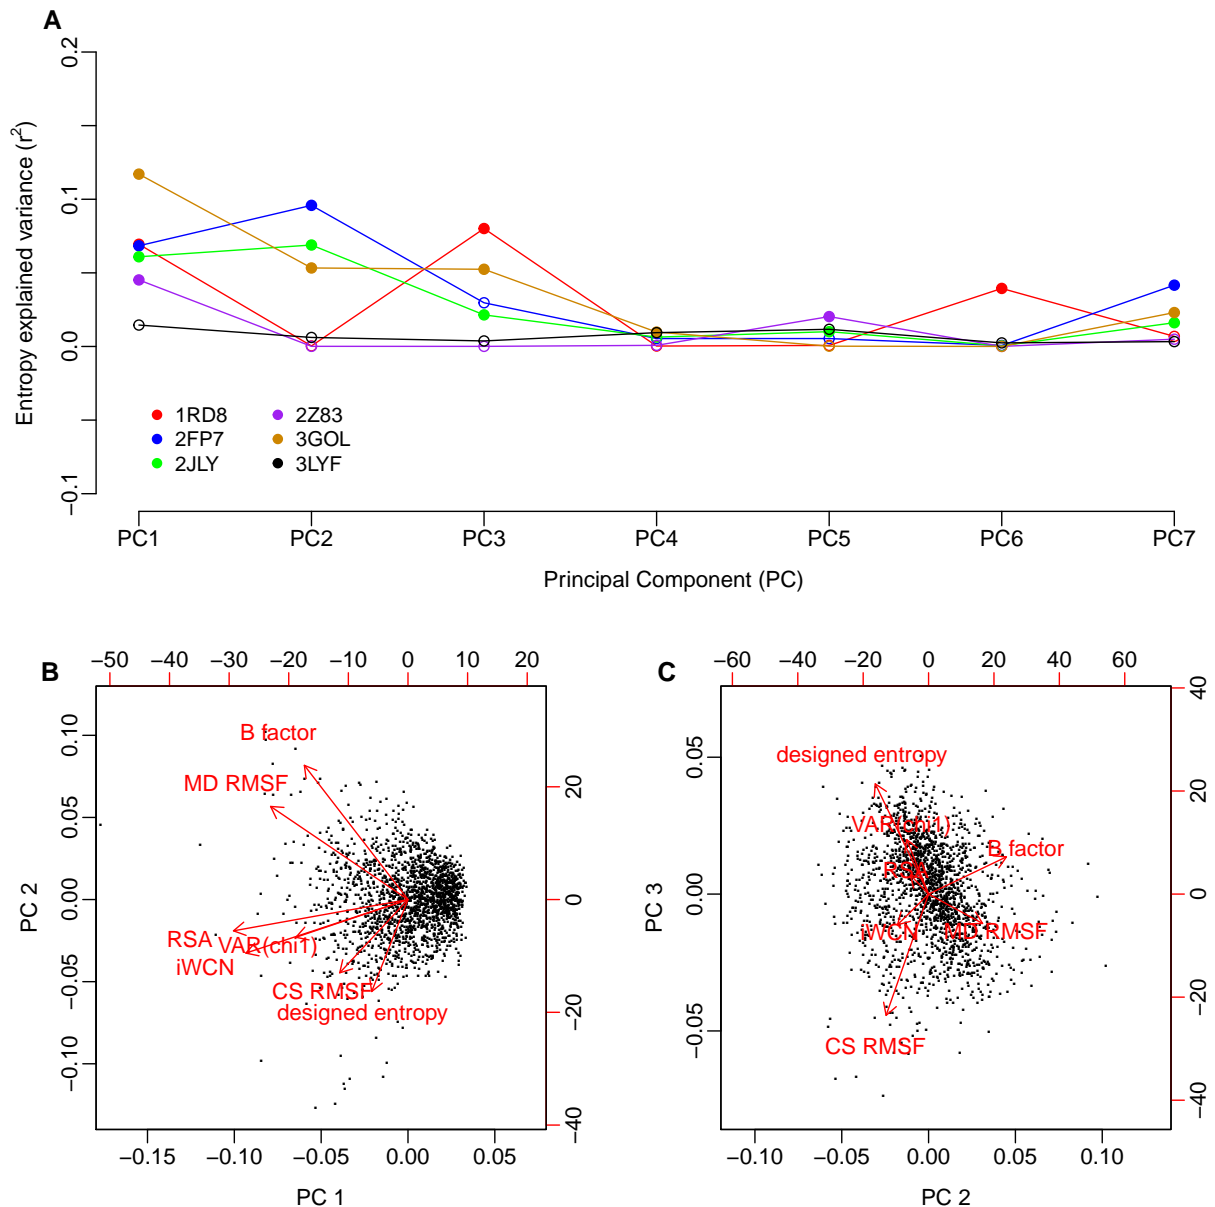 A
Entropy explained variance (r²)
0.2
0.1
0.0
−0.1
1RD8 2Z83
2FP7 3GOL
2JLY 3LYF
PC1 PC2 PC3 PC4 PC5 PC6 PC7
Principal Component (PC)
B
−50 −40 −30 −20 −10 0 10 20
PC 2
0.10
0.05
0.00
−0.05
−0.10
B factor
MD RMSF
RSA
VAR(chi1)
iWCN
CS RMSF
designed entropy
20
0
−20
−40
−0.15 −0.10 −0.05 0.00 0.05
PC 1
C
−60 −40 −20 0 20 40 60
PC 3
0.05
0.00
−0.05
designed entropy
VAR(chi1)
B factor
RSA
iWCN
MD RMSF
CS RMSF
40
20
0
−20
−40
−0.10 −0.05 0.00 0.05 0.10
PC 2